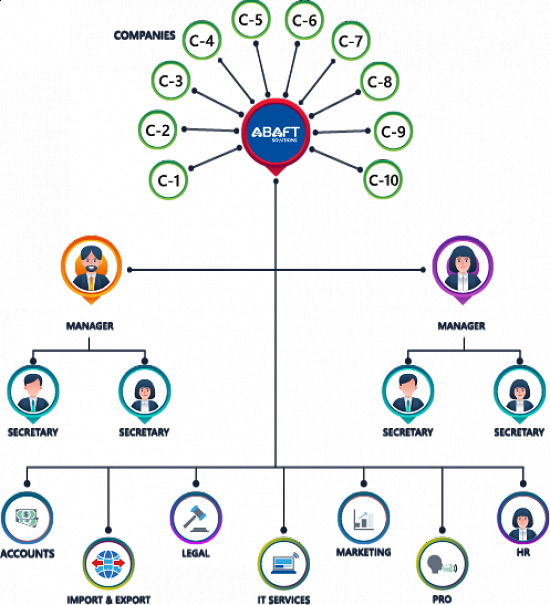 COMPANIES
C-1
C-2
C-3
C-4
C-5
C-6
C-7
C-8
C-9
C-10
ABAFT
SOLUTIONS
MANAGER
MANAGER
SECRETARY
SECRETARY
SECRETARY
SECRETARY
ACCOUNTS
IMPORT & EXPORT
LEGAL
IT SERVICES
MARKETING
PRO
HR